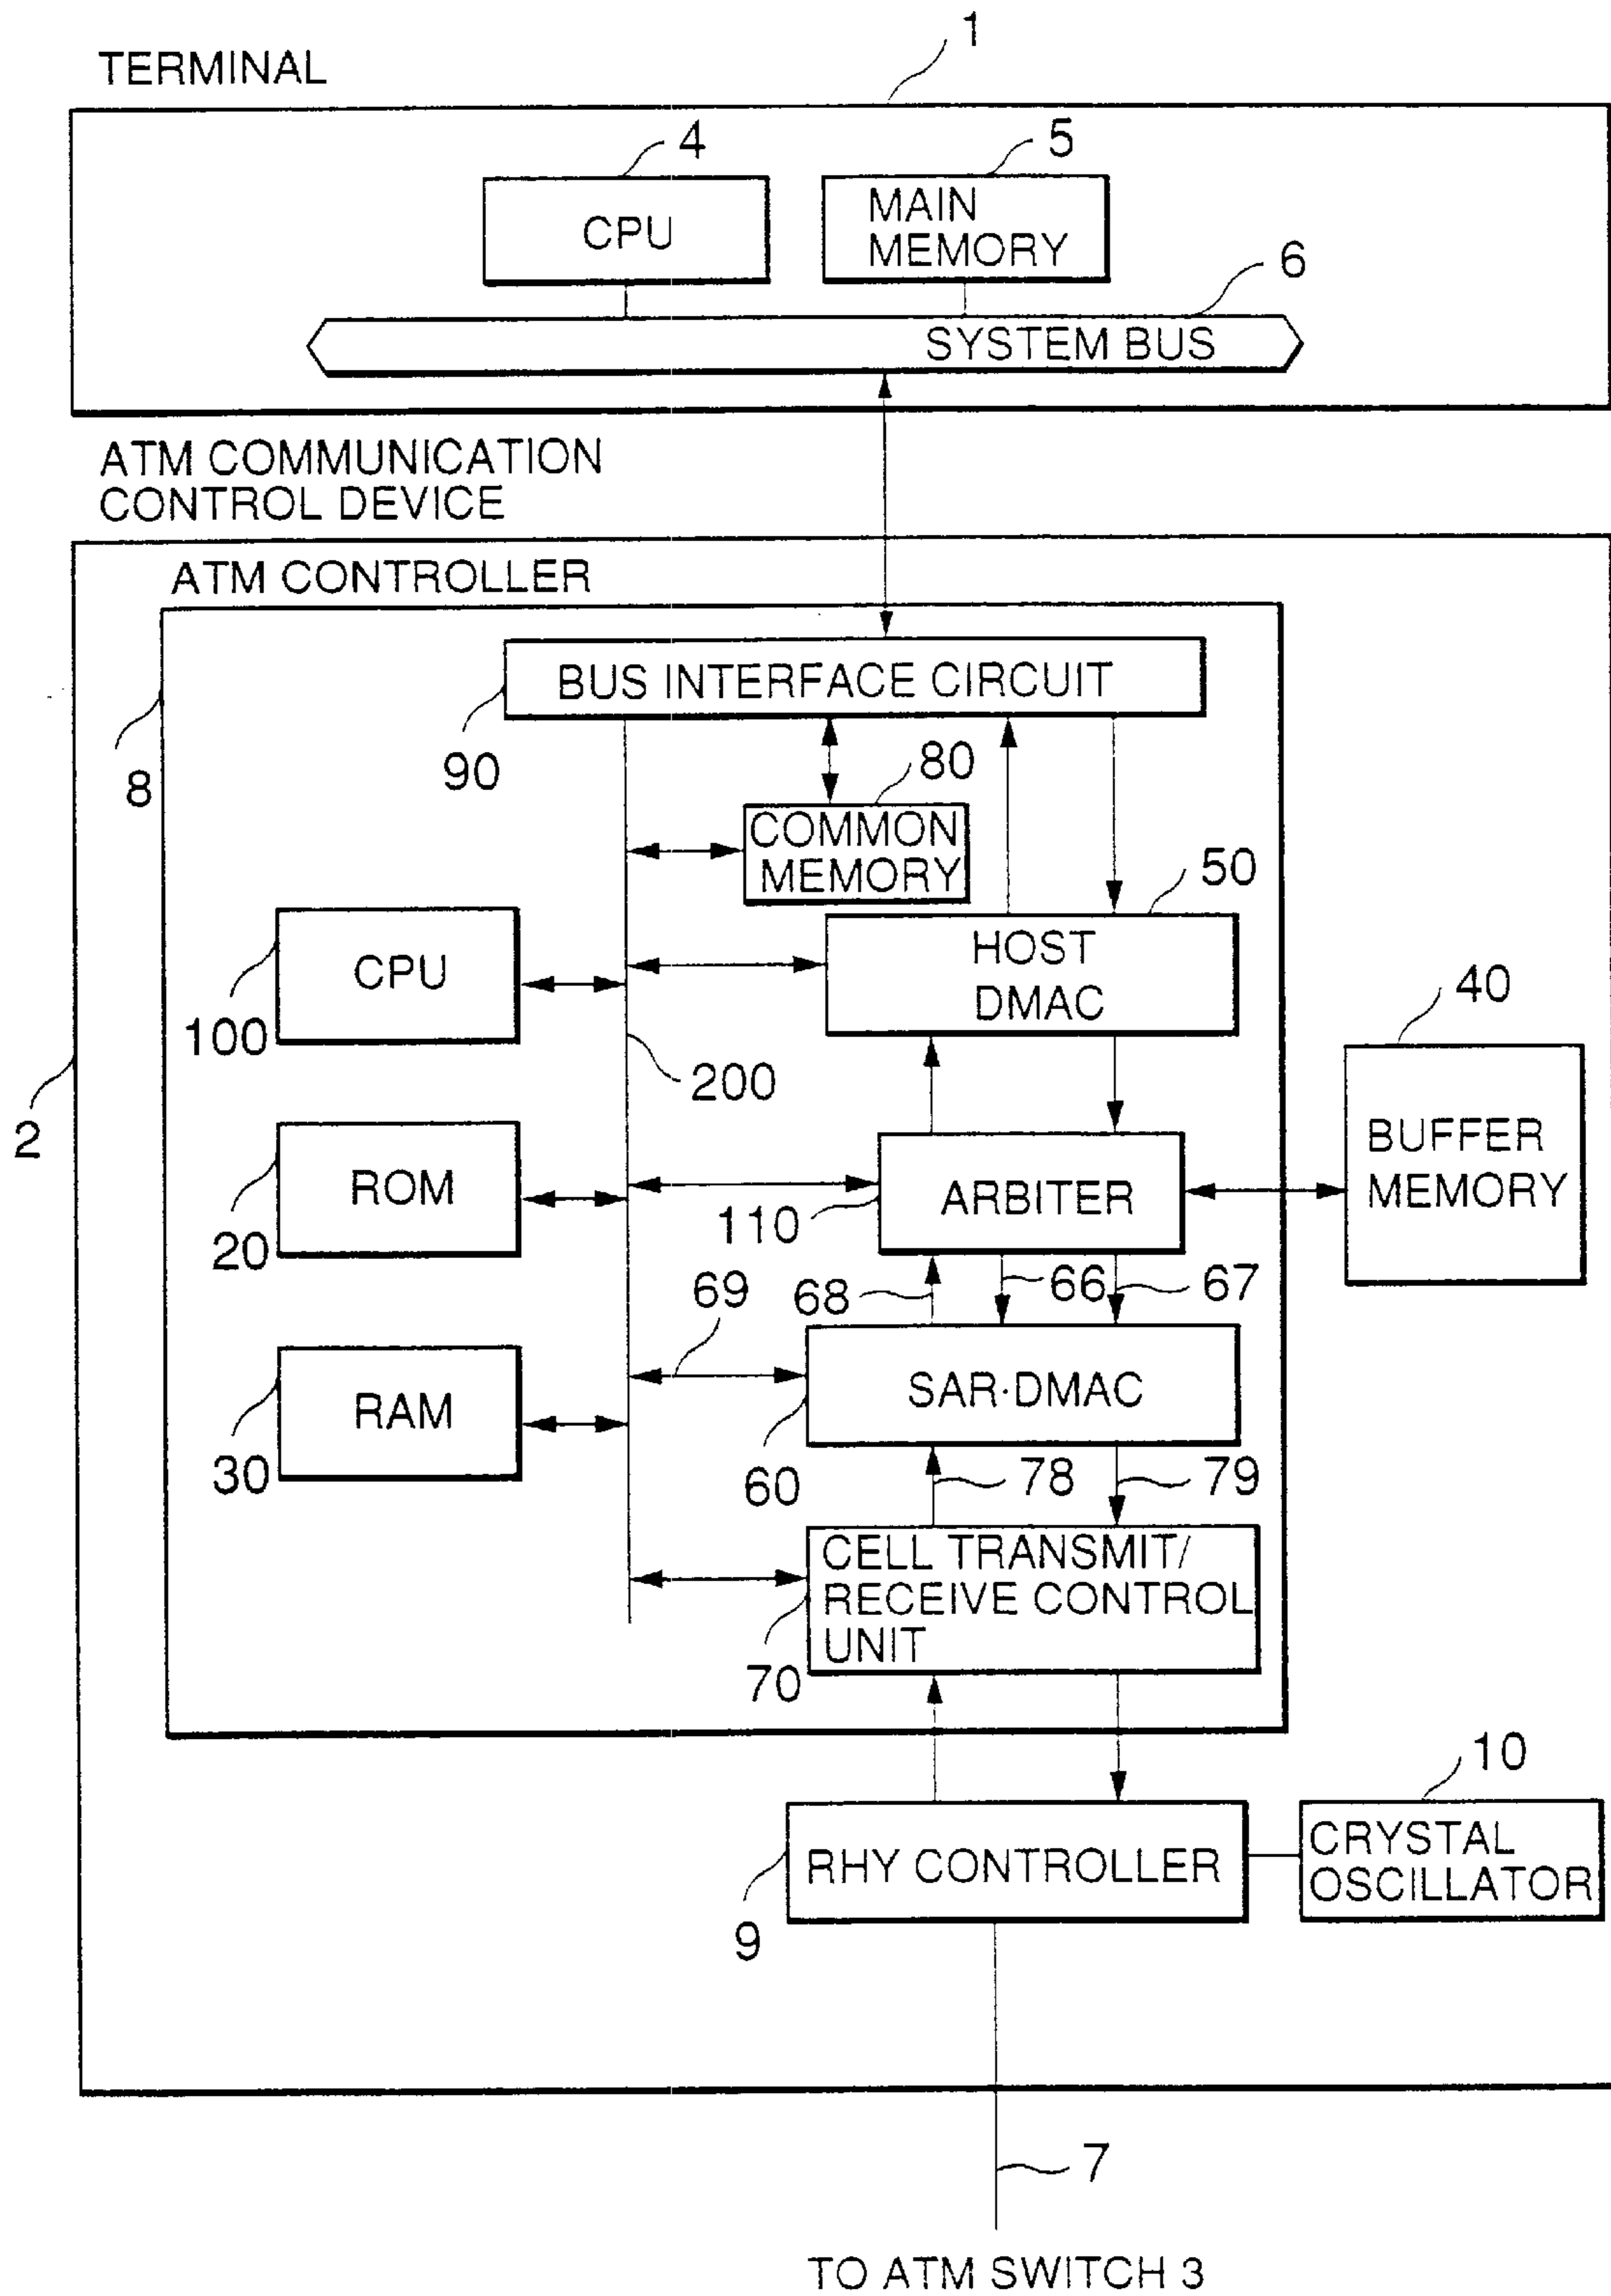 1
TERMINAL
4
5
CPU
MAIN
MEMORY
6
SYSTEM BUS
ATM COMMUNICATION
CONTROL DEVICE
ATM CONTROLLER
BUS INTERFACE CIRCUIT
8
90
80
COMMON
MEMORY
50
HOST
DMAC
CPU
100
40
200
2
BUFFER
MEMORY
ROM
ARBITER
110
20
69
68
66
67
RAM
SAR·DMAC
30
60
78
79
CELL TRANSMIT/
RECEIVE CONTROL
UNIT
70
10
RHY CONTROLLER
CRYSTAL
OSCILLATOR
9
7
TO ATM SWITCH 3